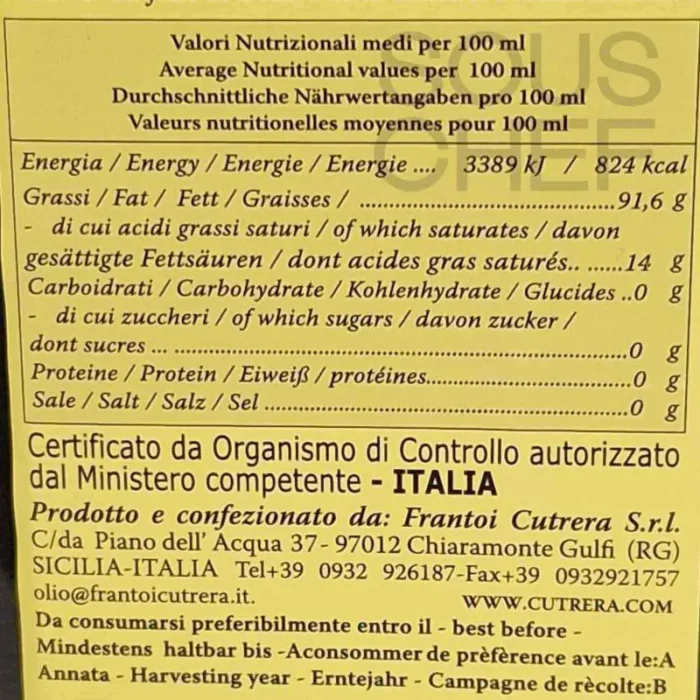 Valori Nutrizionali medi per 100 ml
Average Nutritional values per 100 ml
Durchschnittliche Nährwertangaben pro 100 ml
Valeurs nutritionelles moyennes pour 100 ml
Energia / Energy / Energie / Energie .... 3389 kJ / 824 kcal
Grassi / Fat / Fett / Graisses / ........................................91,6 g
- di cui acidi grassi saturi / of which saturates / davon
gesättigte Fettsäuren / dont acides gras saturés.. ......14 g
Carboidrati / Carbohydrate / Kohlenhydrate / Glucides ..0 g
- di cui zuccheri / of which sugars / davon zucker /
dont sucres ... ......................................................................0 g
Proteine / Protein / Eiweiß / protéines................................0 g
Sale / Salt / Salz / Sel .........................................................0 g
SOUS
CHEF
Certificato da Organismo di Controllo autorizzato
dal Ministero competente - ITALIA
Prodotto e confezionato da: Frantoi Cutrera S.r.l.
C/da Piano dell' Acqua 37- 97012 Chiaramonte Gulfi (RG)
SICILIA-ITALIA Tel+39 0932 926187-Fax+39 0932921757
olio@frantoicutrera.it. WWW.CUTRERA.COM
Da consumarsi preferibilmente entro il - best before -
Mindestens haltbar bis -Aconsommer de prèfèrence avant le:A
Annata - Harvesting year - Erntejahr - Campagne de rècolte:B